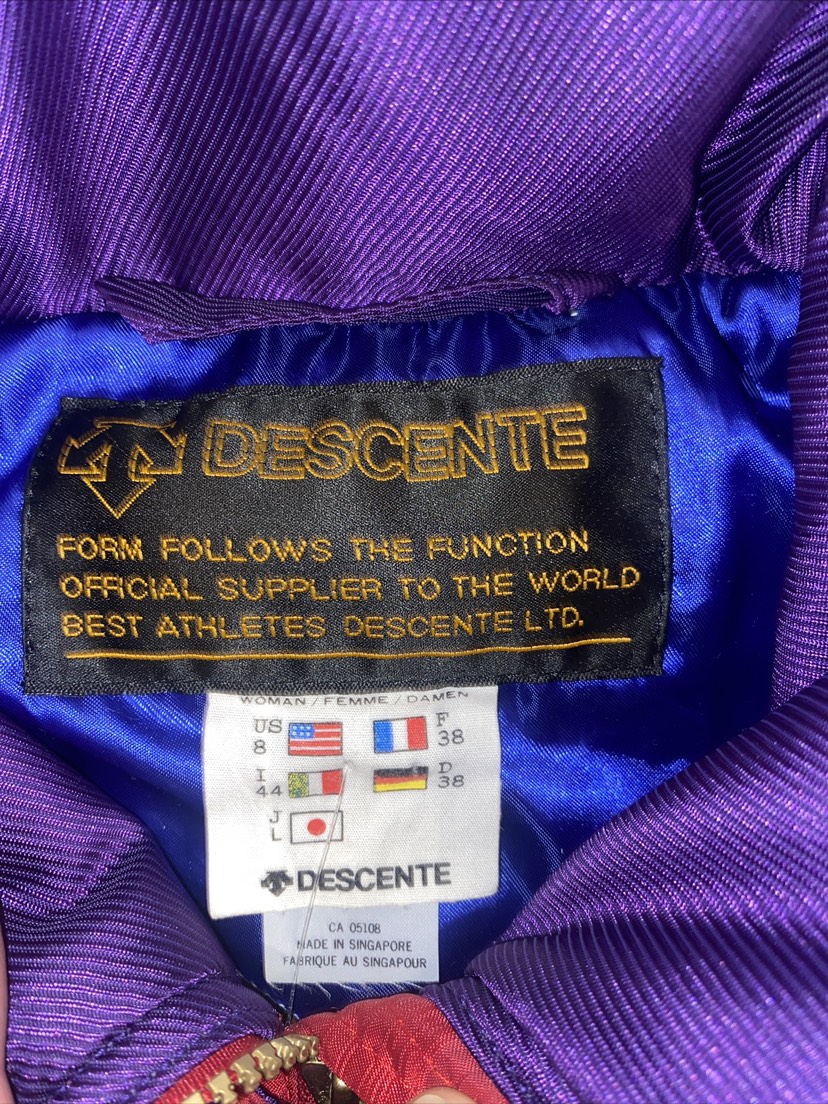 DESCENTE
FORM FOLLOWS THE FUNCTION
OFFICIAL SUPPLIER TO THE WORLD
BEST ATHLETES DESCENTE LTD.
WOMAN / FEMME / DAMEN
US 8 F 38
I 44 D 38
J L
DESCENTE
CA 05108
MADE IN SINGAPORE
FABRIQUE AU SINGAPOUR